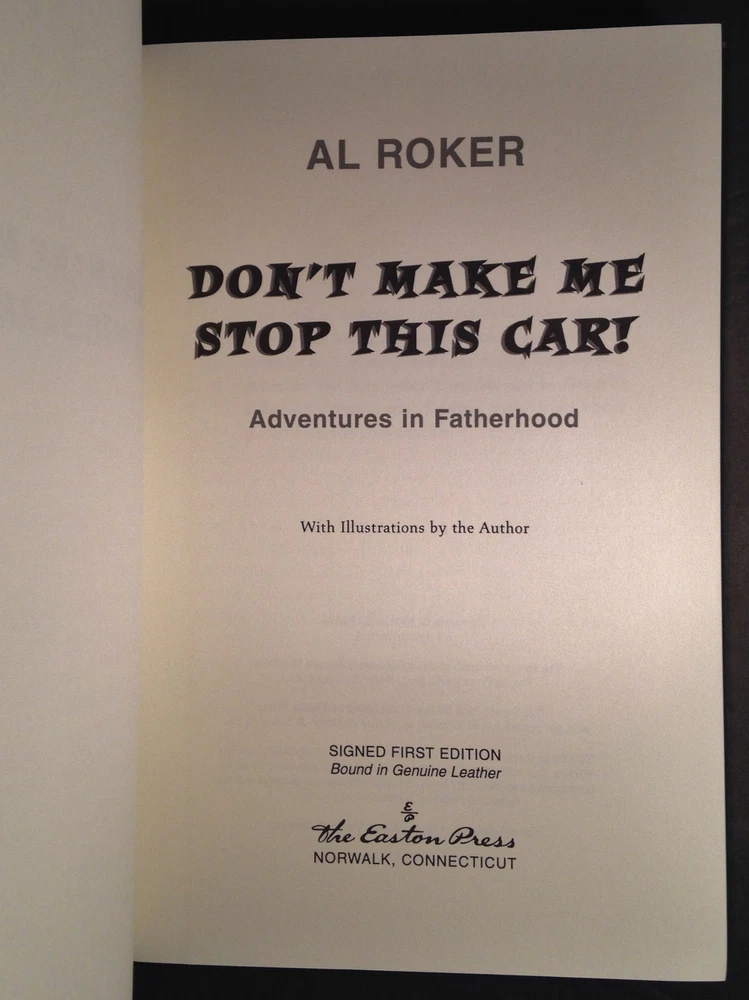 AL ROKER
DON'T MAKE ME
STOP THIS CAR!
Adventures in Fatherhood
With Illustrations by the Author
SIGNED FIRST EDITION
Bound in Genuine Leather
E
P
The Easton Press
NORWALK, CONNECTICUT